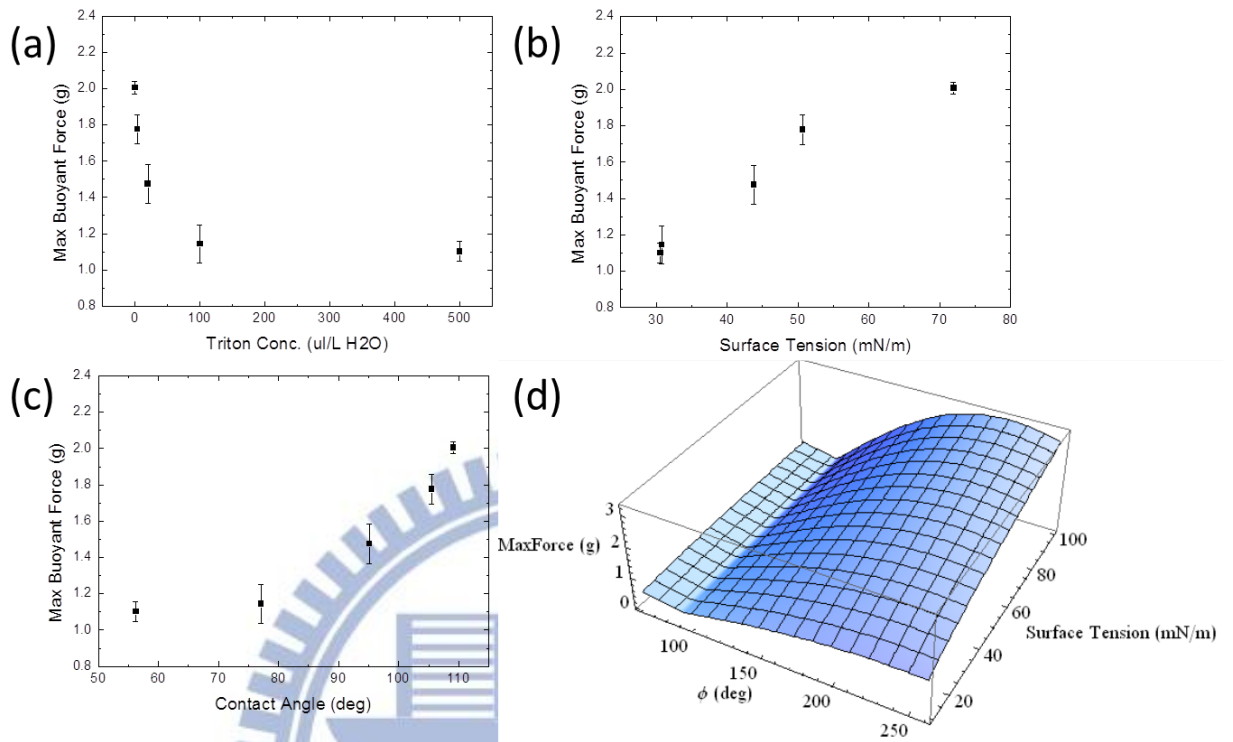 (a)
2.4
2.2
2.0
1.8
1.6
1.4
1.2
1.0
0.8
Max Buoyant Force (g)
0 100 200 300 400 500
Triton Conc. (ul/L H2O)
(b)
2.4
2.2
2.0
1.8
1.6
1.4
1.2
1.0
0.8
Max Buoyant Force (g)
30 40 50 60 70 80
Surface Tension (mN/m)
(c)
2.4
2.2
2.0
1.8
1.6
1.4
1.2
1.0
0.8
Max Buoyant Force (g)
50 60 70 80 90 100 110
Contact Angle (deg)
(d)
3
2
1
0
MaxForce (g)
100
150
200
250
ϕ (deg)
100
80
60
40
20
Surface Tension (mN/m)